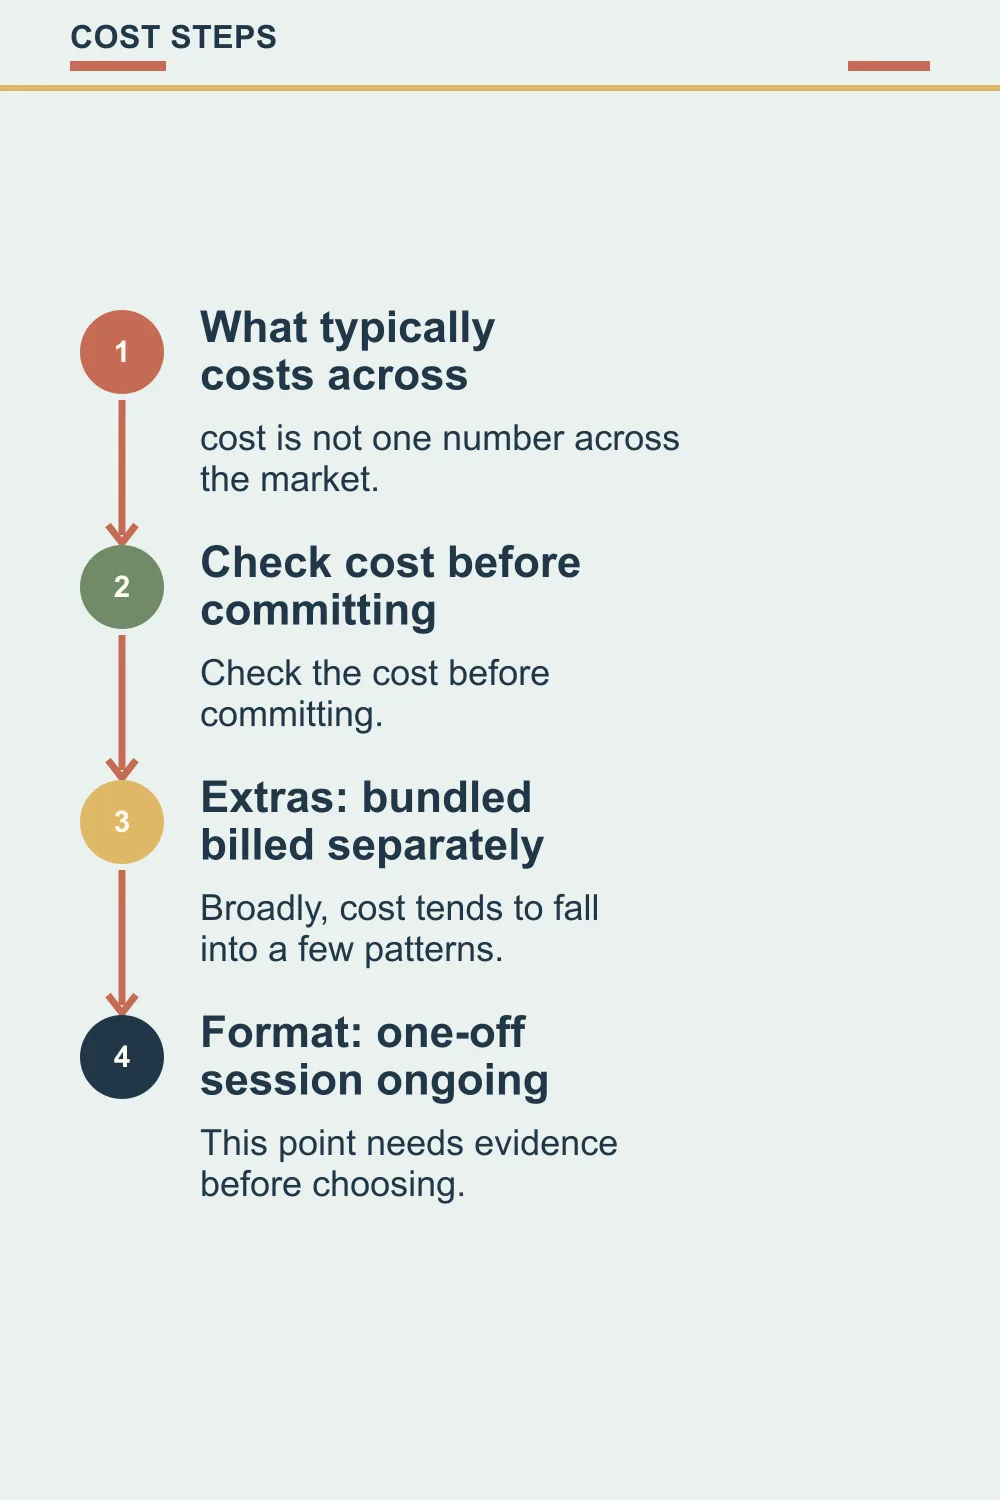 COST STEPS
1
What typically
costs across
cost is not one number across
the market.
2
Check cost before
committing
Check the cost before
committing.
3
Extras: bundled
billed separately
Broadly, cost tends to fall
into a few patterns.
4
Format: one-off
session ongoing
This point needs evidence
before choosing.